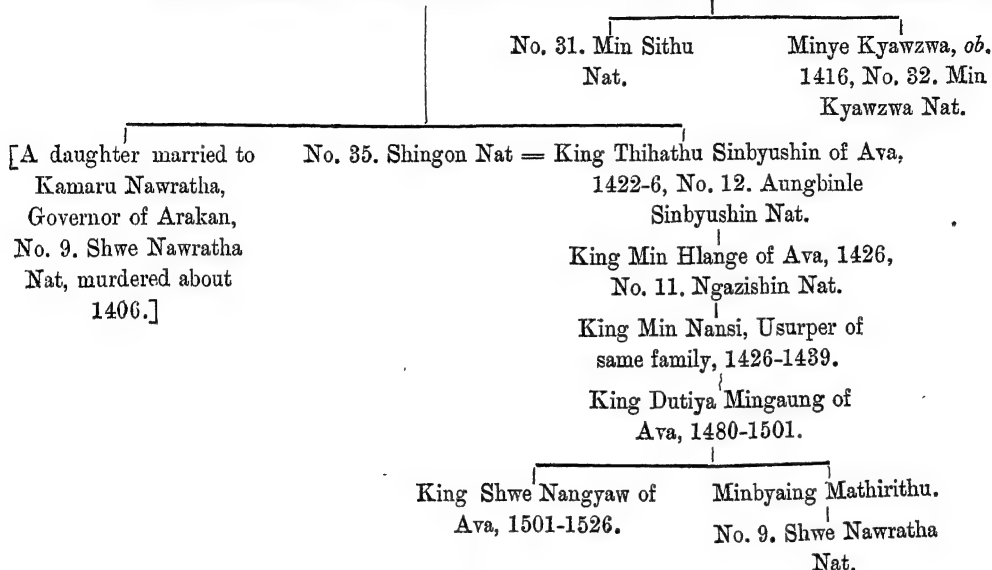 No. 31. Min Sithu
Nat.
Minye Kyawzwa, ob.
1416, No. 32. Min
Kyawzwa Nat.
[A daughter married to
Kamaru Nawratha,
Governor of Arakan,
No. 9. Shwe Nawratha
Nat, murdered about
1406.]
No. 35. Shingon Nat = King Thihathu Sinbyushin of Ava,
1422-6, No. 12. Aungbinle
Sinbyushin Nat.
King Min Hlange of Ava, 1426,
No. 11. Ngazishin Nat.
King Min Nansi, Usurper of
same family, 1426-1439.
King Dutiya Mingaung of
Ava, 1480-1501.
King Shwe Nangyaw of
Ava, 1501-1526.
Minbyaing Mathirithu.
No. 9. Shwe Nawratha
Nat.